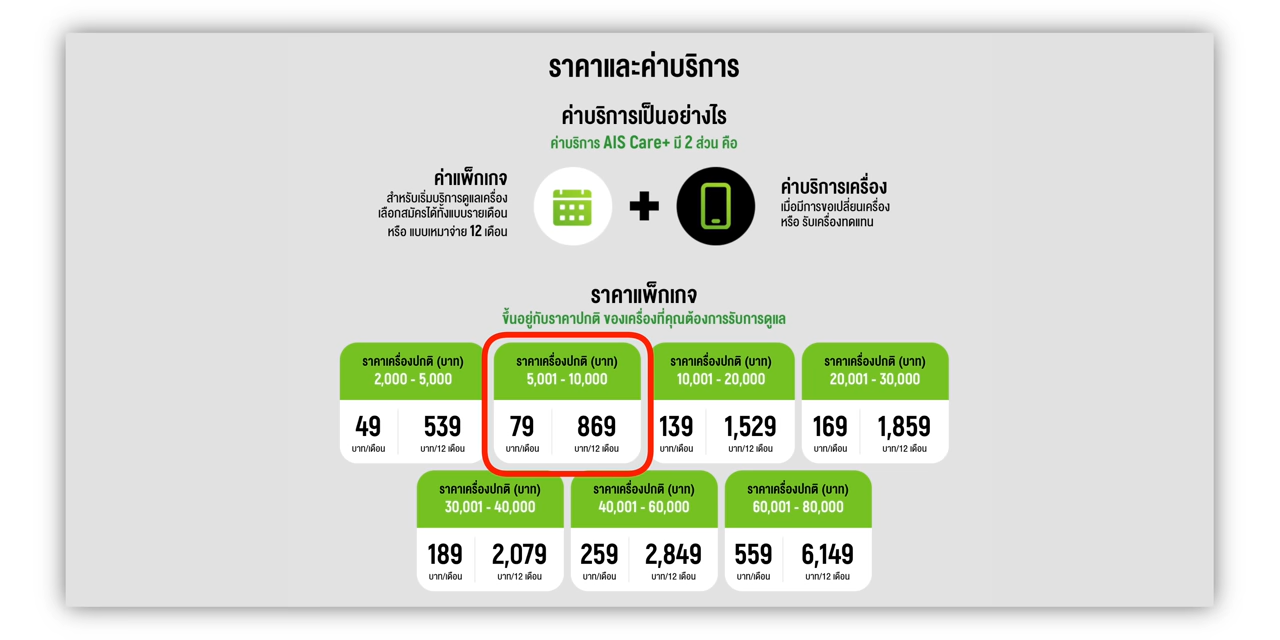 ราคาและค่าบริการ
ค่าบริการเป็นอย่างไร
ค่าบริการ AIS Care+ มี 2 ส่วน คือ
ค่าแพ็กเกจ
สำหรับเริ่มบริการดูแลเครื่อง
เลือกสมัครได้ทั้งแบบรายเดือน
หรือ แบบเหมาจ่าย 12 เดือน
ค่าบริการเครื่อง
เมื่อมีการขอเปลี่ยนเครื่อง
หรือ รับเครื่องทดแทน
ราคาแพ็กเกจ
ขึ้นอยู่กับราคาปกติ ของเครื่องที่คุณต้องการรับการดูแล
ราคาเครื่องปกติ (บาท)
2,000 - 5,000
49 539
บาท/เดือน บาท/12 เดือน
ราคาเครื่องปกติ (บาท)
5,001 - 10,000
79 869
บาท/เดือน บาท/12 เดือน
ราคาเครื่องปกติ (บาท)
10,001 - 20,000
139 1,529
บาท/เดือน บาท/12 เดือน
ราคาเครื่องปกติ (บาท)
20,001 - 30,000
169 1,859
บาท/เดือน บาท/12 เดือน
ราคาเครื่องปกติ (บาท)
30,001 - 40,000
189 2,079
บาท/เดือน บาท/12 เดือน
ราคาเครื่องปกติ (บาท)
40,001 - 60,000
259 2,849
บาท/เดือน บาท/12 เดือน
ราคาเครื่องปกติ (บาท)
60,001 - 80,000
559 6,149
บาท/เดือน บาท/12 เดือน